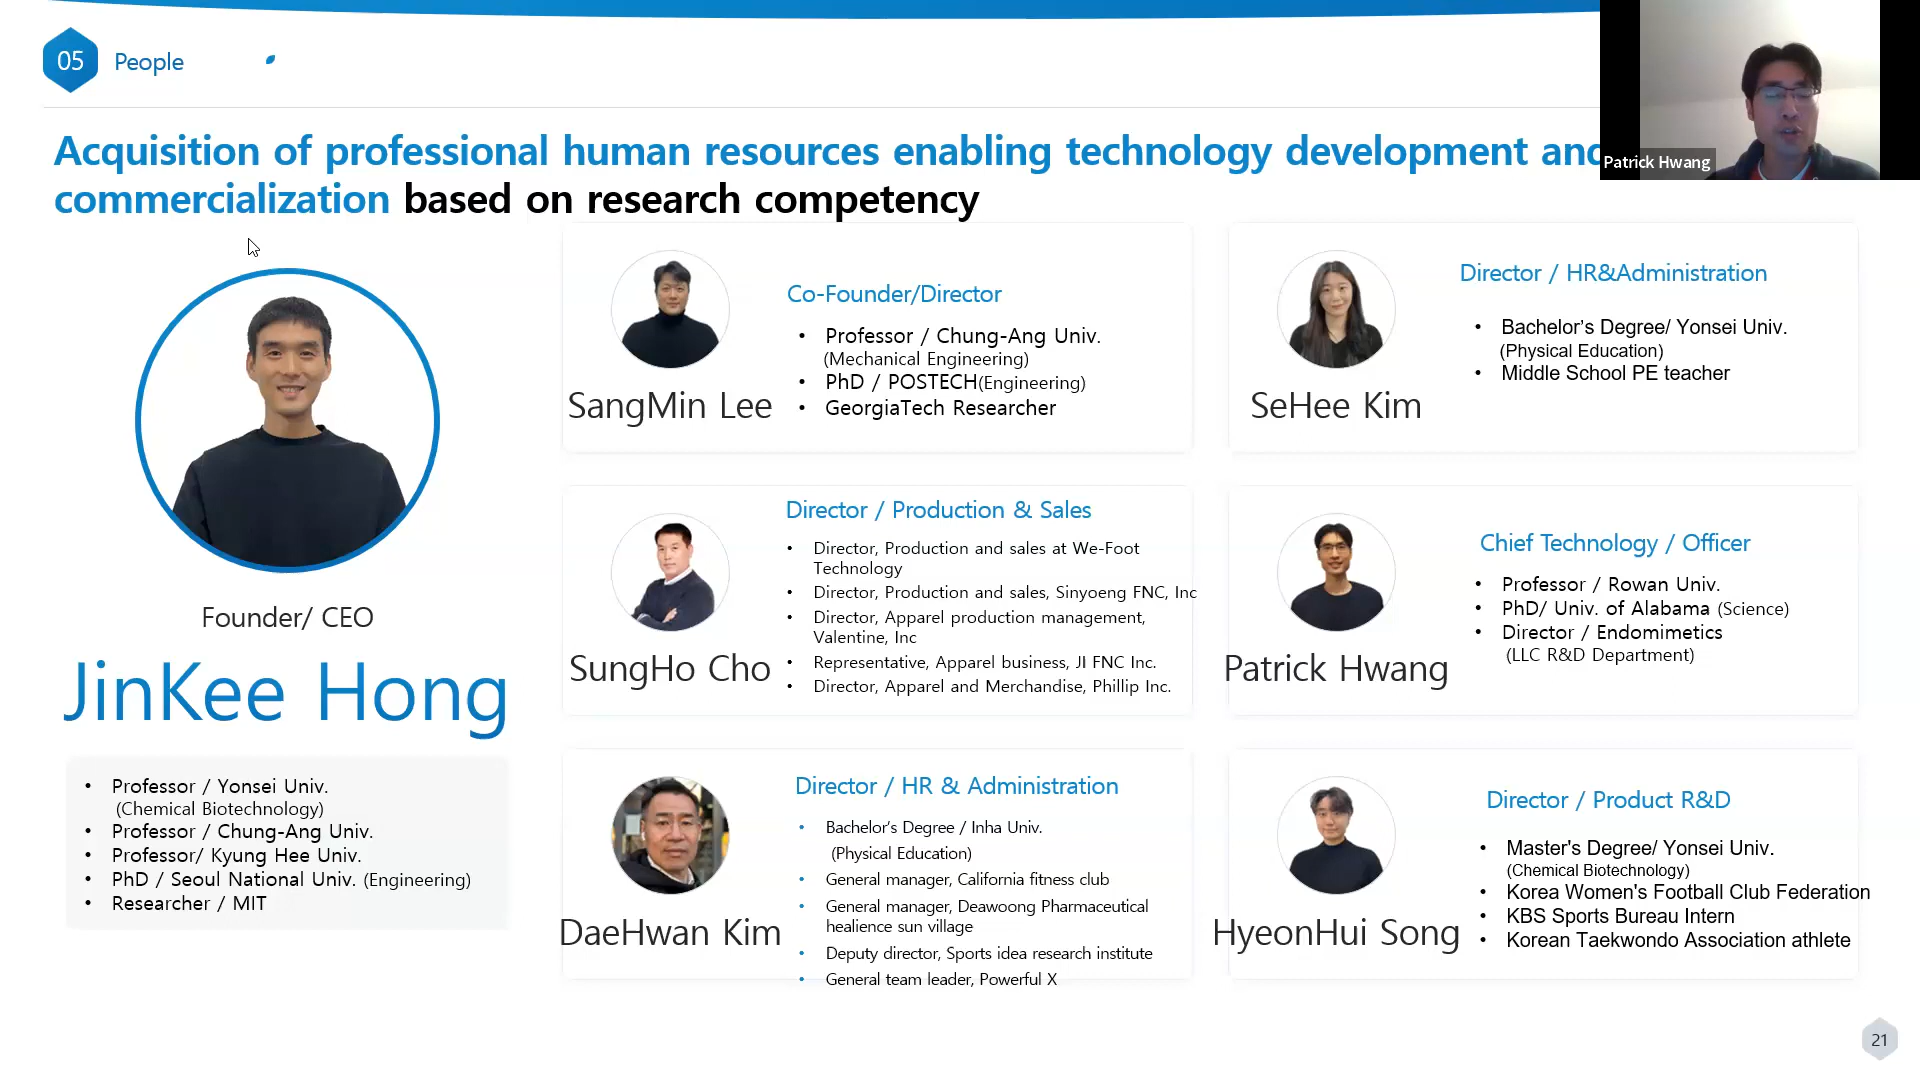 05 People
Patrick Hwang
Acquisition of professional human resources enabling technology development and
commercialization based on research competency
Founder/ CEO
JinKee Hong
• Professor / Yonsei Univ.
(Chemical Biotechnology)
• Professor / Chung-Ang Univ.
• Professor/ Kyung Hee Univ.
• PhD / Seoul National Univ. (Engineering)
• Researcher / MIT
SangMin Lee
Co-Founder/Director
• Professor / Chung-Ang Univ.
(Mechanical Engineering)
• PhD / POSTECH(Engineering)
• GeorgiaTech Researcher
SeHee Kim
Director / HR&Administration
• Bachelor’s Degree/ Yonsei Univ.
(Physical Education)
• Middle School PE teacher
SungHo Cho
Director / Production & Sales
• Director, Production and sales at We-Foot
Technology
• Director, Production and sales, Sinyoeng FNC, Inc
• Director, Apparel production management,
Valentine, Inc
• Representative, Apparel business, JI FNC Inc.
• Director, Apparel and Merchandise, Phillip Inc.
Patrick Hwang
Chief Technology / Officer
• Professor / Rowan Univ.
• PhD/ Univ. of Alabama (Science)
• Director / Endomimetics
(LLC R&D Department)
DaeHwan Kim
Director / HR & Administration
• Bachelor’s Degree / Inha Univ.
(Physical Education)
• General manager, California fitness club
• General manager, Deawoong Pharmaceutical
healience sun village
• Deputy director, Sports idea research institute
• General team leader, Powerful X
HyeonHui Song
Director / Product R&D
• Master's Degree/ Yonsei Univ.
(Chemical Biotechnology)
• Korea Women's Football Club Federation
• KBS Sports Bureau Intern
• Korean Taekwondo Association athlete
21